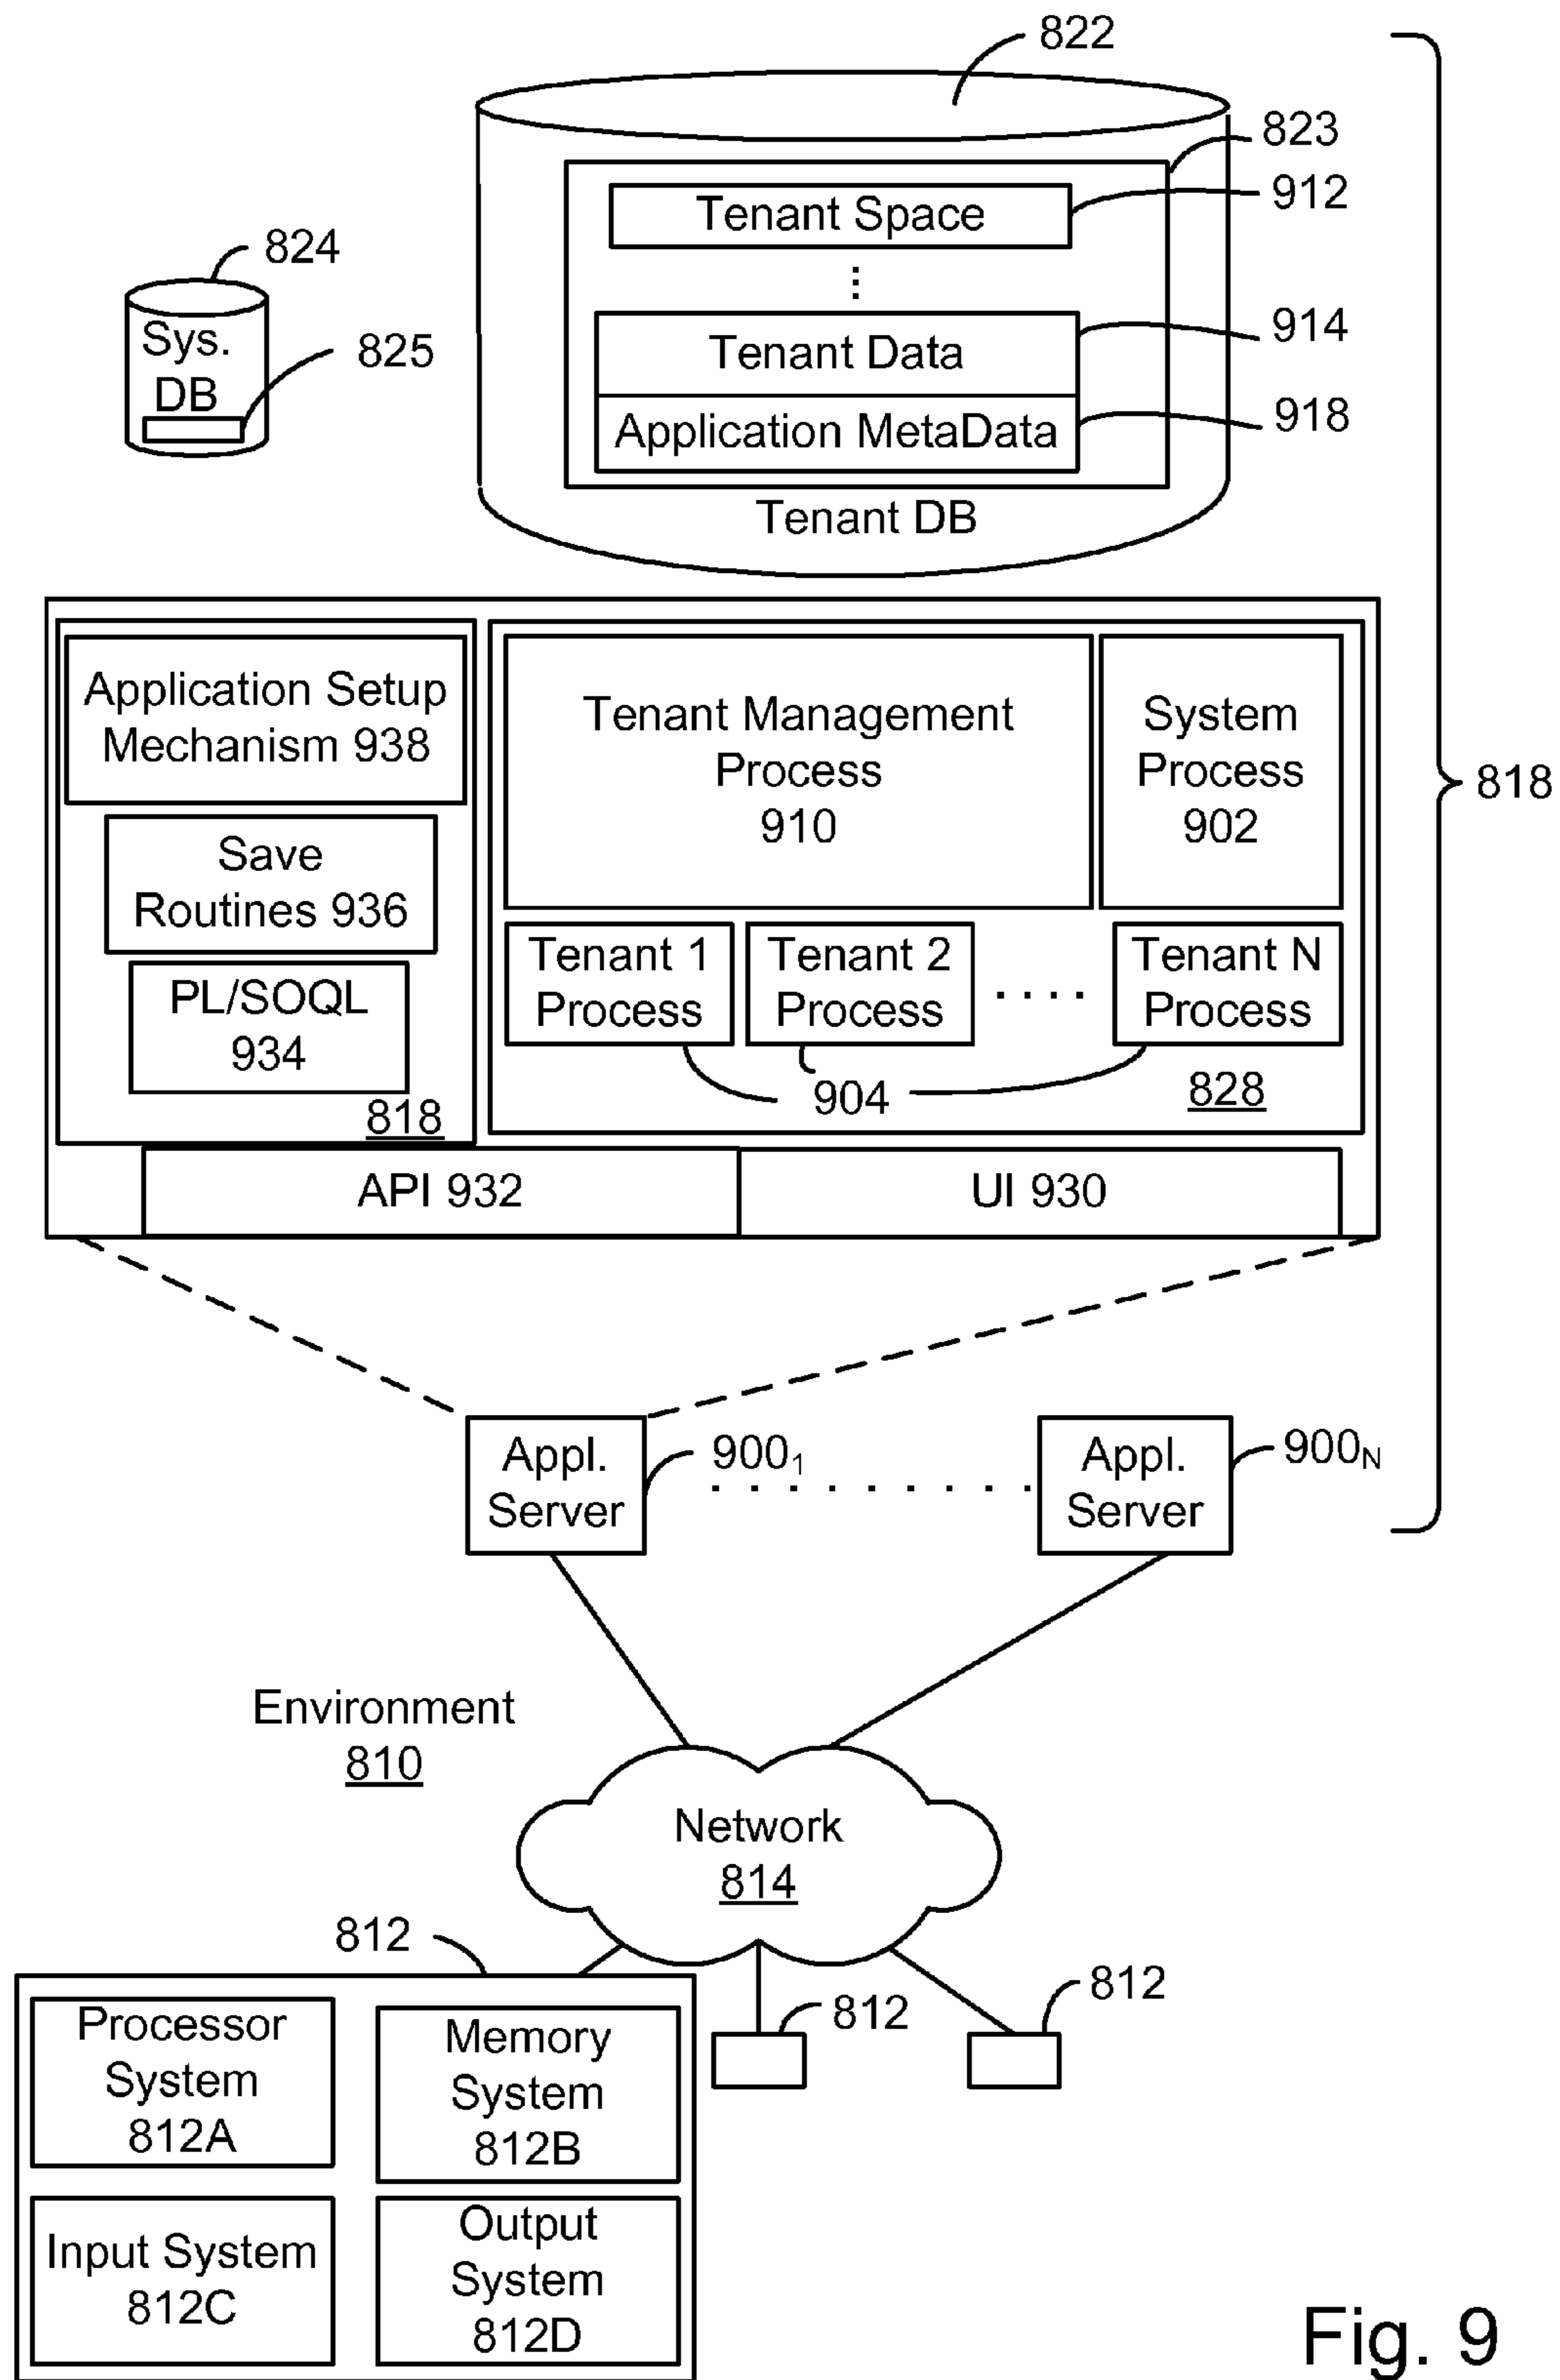 822
823
Tenant Space
912
824
Sys.
DB
825
Tenant Data
914
Application MetaData
918
Tenant DB
Application Setup
Mechanism 938
Save
Routines 936
PL/SOQL
934
818
Tenant Management
Process
910
System
Process
902
Tenant 1
Process
Tenant 2
Process
. . . .
Tenant N
Process
904
828
API 932
UI 930
818
Appl.
Server
900₁
. . . . . . . . .
Appl.
Server
900N
Environment
810
Network
814
812
Processor
System
812A
Memory
System
812B
Input System
812C
Output
System
812D
812
812
Fig. 9